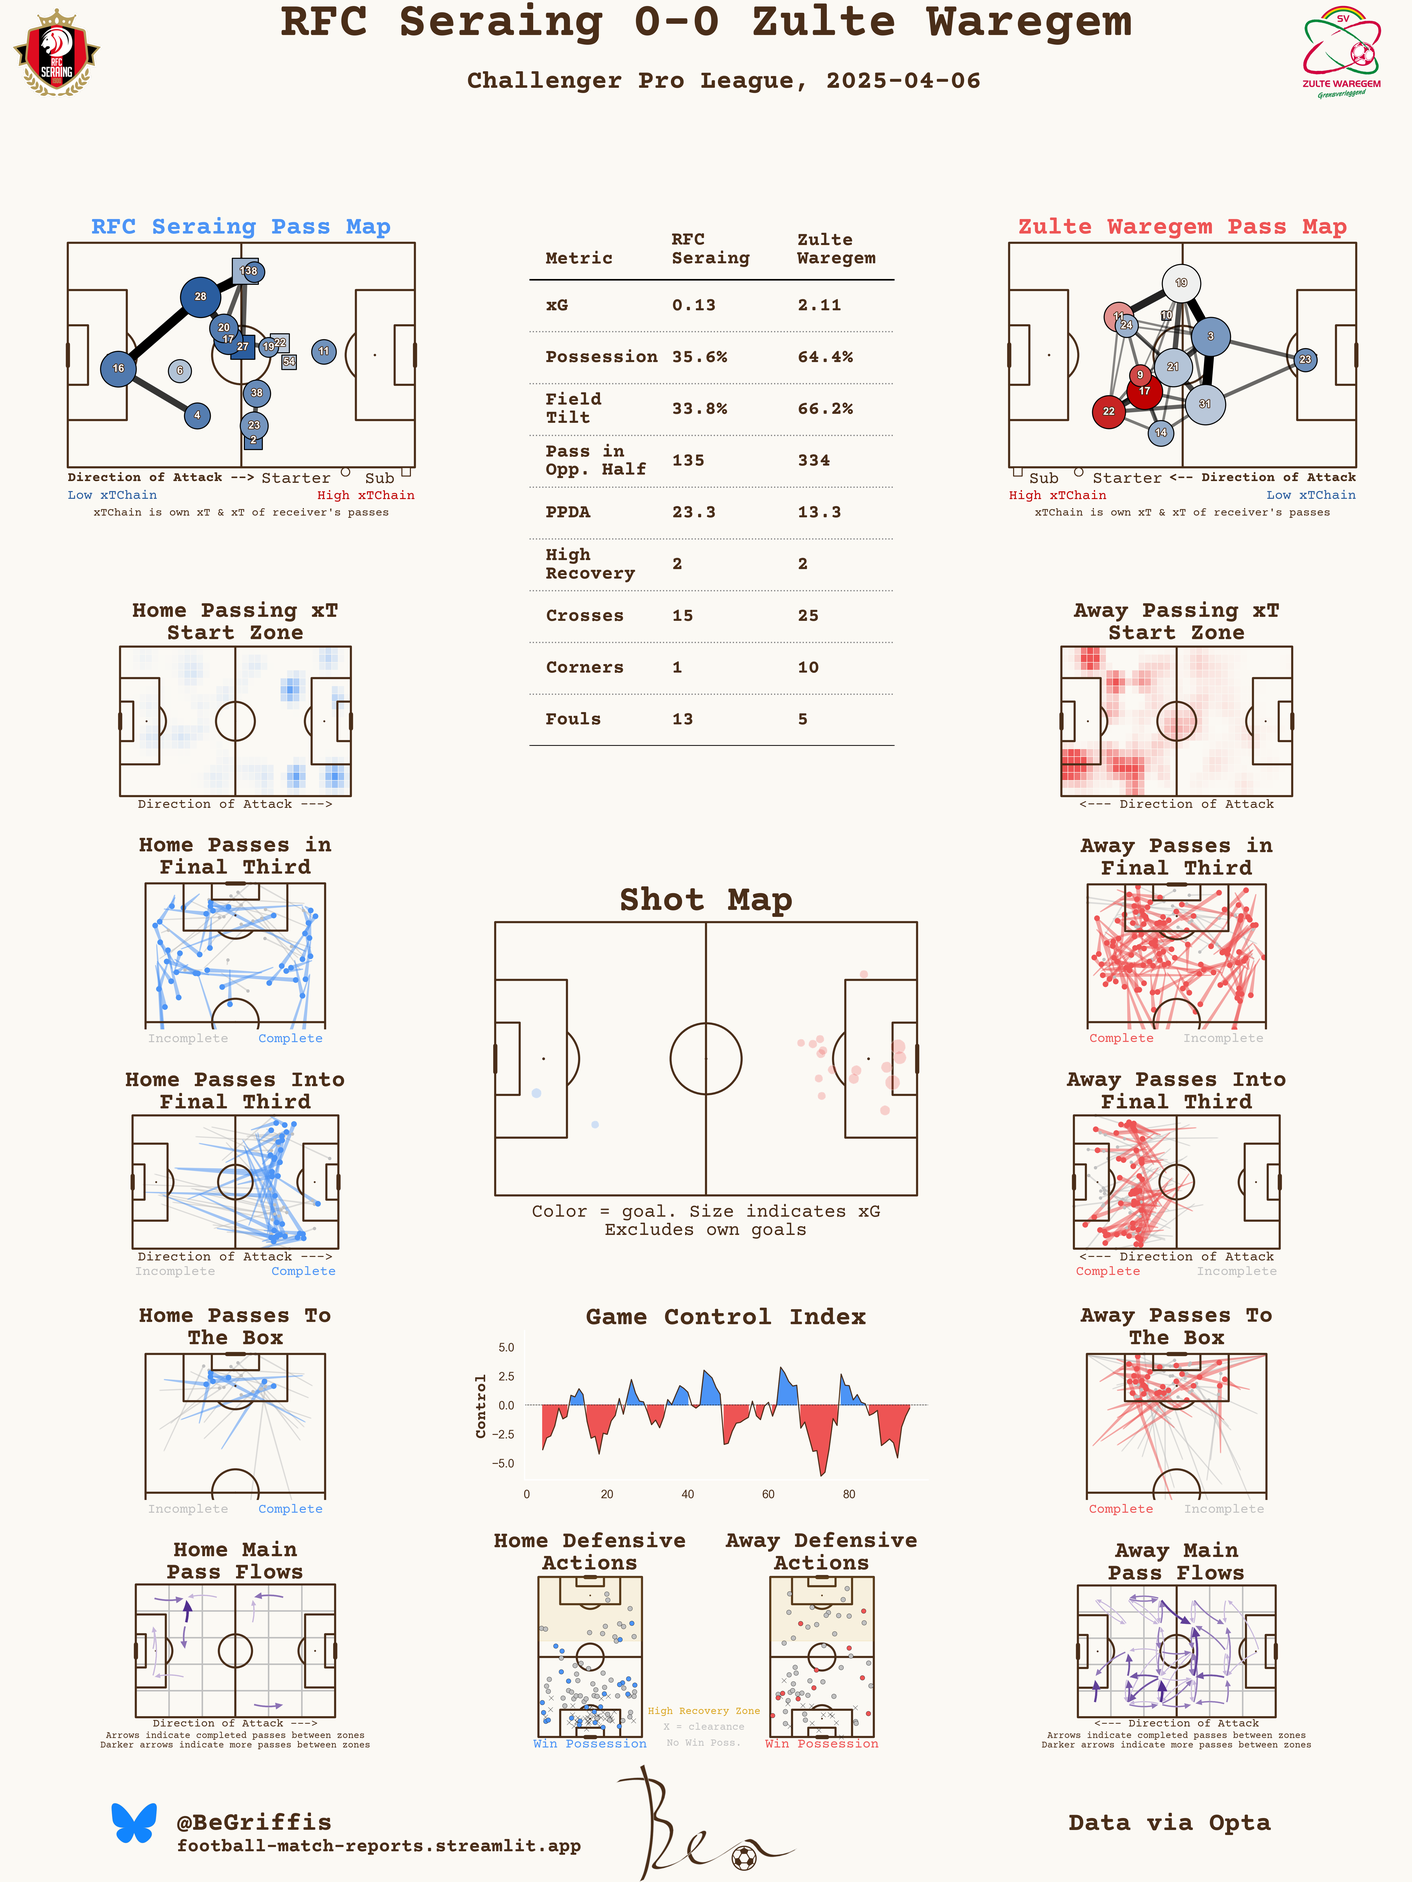 RFC Seraing 0-0 Zulte Waregem
Challenger Pro League, 2025-04-06
RFC
SERAING
SV
ZULTE WAREGEM
Grensverleggend
RFC Seraing Pass Map
13 8
28
20
17
27
19 22
54
11
16
6
4
38
23
2
Direction of Attack --> Starter Sub
Low xTChain High xTChain
xTChain is own xT & xT of receiver's passes
Metric RFC Seraing Zulte Waregem
xG 0.13 2.11
Possession 35.6% 64.4%
Field Tilt 33.8% 66.2%
Pass in Opp. Half 135 334
PPDA 23.3 13.3
High Recovery 2 2
Crosses 15 25
Corners 1 10
Fouls 13 5
Zulte Waregem Pass Map
19
11
10
24
3
23
21
9
17
31
22
14
Sub Starter <-- Direction of Attack
High xTChain Low xTChain
xTChain is own xT & xT of receiver's passes
Home Passing xT
Start Zone
Direction of Attack --->
Away Passing xT
Start Zone
<--- Direction of Attack
Home Passes in
Final Third
Incomplete Complete
Away Passes in
Final Third
Complete Incomplete
Shot Map
Color = goal. Size indicates xG
Excludes own goals
Home Passes Into
Final Third
Direction of Attack --->
Incomplete Complete
Away Passes Into
Final Third
<--- Direction of Attack
Complete Incomplete
Home Passes To
The Box
Incomplete Complete
Game Control Index
Control
5.0
2.5
0.0
−2.5
−5.0
0 20 40 60 80
Away Passes To
The Box
Complete Incomplete
Home Main
Pass Flows
Direction of Attack --->
Arrows indicate completed passes between zones
Darker arrows indicate more passes between zones
Home Defensive
Actions
Win Possession
Away Defensive
Actions
Win Possession
High Recovery Zone
X = clearance
No Win Poss.
Away Main
Pass Flows
<--- Direction of Attack
Arrows indicate completed passes between zones
Darker arrows indicate more passes between zones
@BeGriffis
football-match-reports.streamlit.app
Ben
Data via Opta